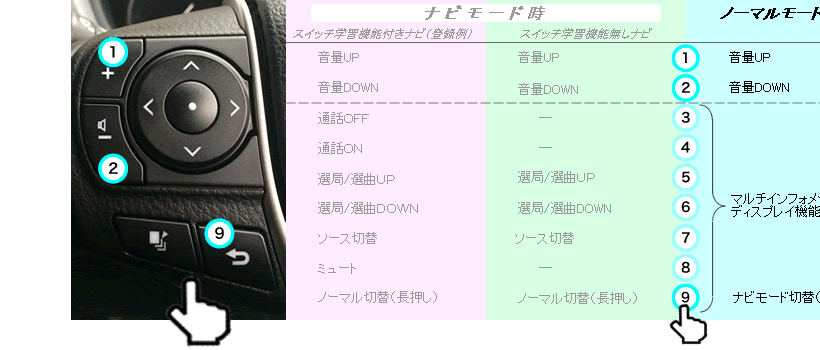 ナビモード時
ノーマルモード
スイッチ学習機能付きナビ(登録例)
スイッチ学習機能無しナビ
音量UP
音量UP
1
音量UP
音量DOWN
音量DOWN
2
音量DOWN
通話OFF
—
3
通話ON
—
4
選局/選曲UP
選局/選曲UP
5
選局/選曲DOWN
選局/選曲DOWN
6
マルチインフォメ
ディスプレイ機能
ソース切替
ソース切替
7
ミュート
—
8
ノーマル切替(長押し)
ノーマル切替(長押し)
9
ナビモード切替(
1
+
2
9